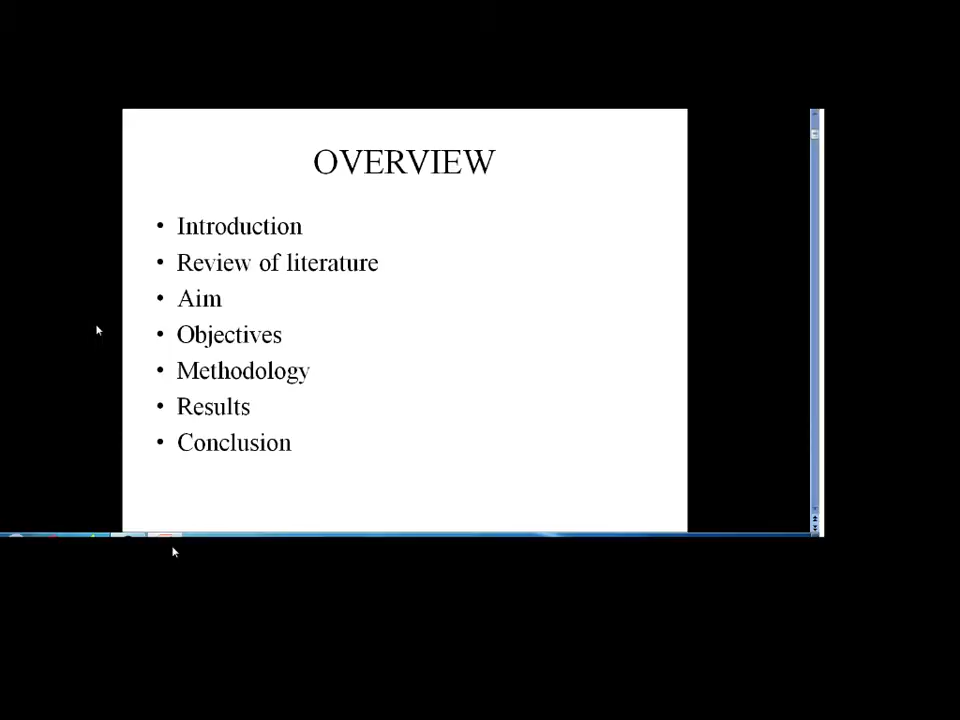 OVERVIEW
• Introduction
• Review of literature
• Aim
• Objectives
• Methodology
• Results
• Conclusion